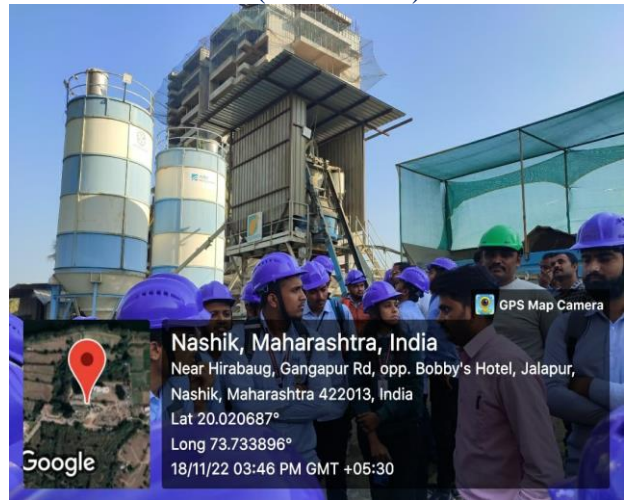 GPS Map Camera
Nashik, Maharashtra, India
Near Hirabaug, Gangapur Rd, opp. Bobby's Hotel, Jalapur,
Nashik, Maharashtra 422013, India
Lat 20.020687°
Long 73.733896°
18/11/22 03:46 PM GMT +05:30
Google